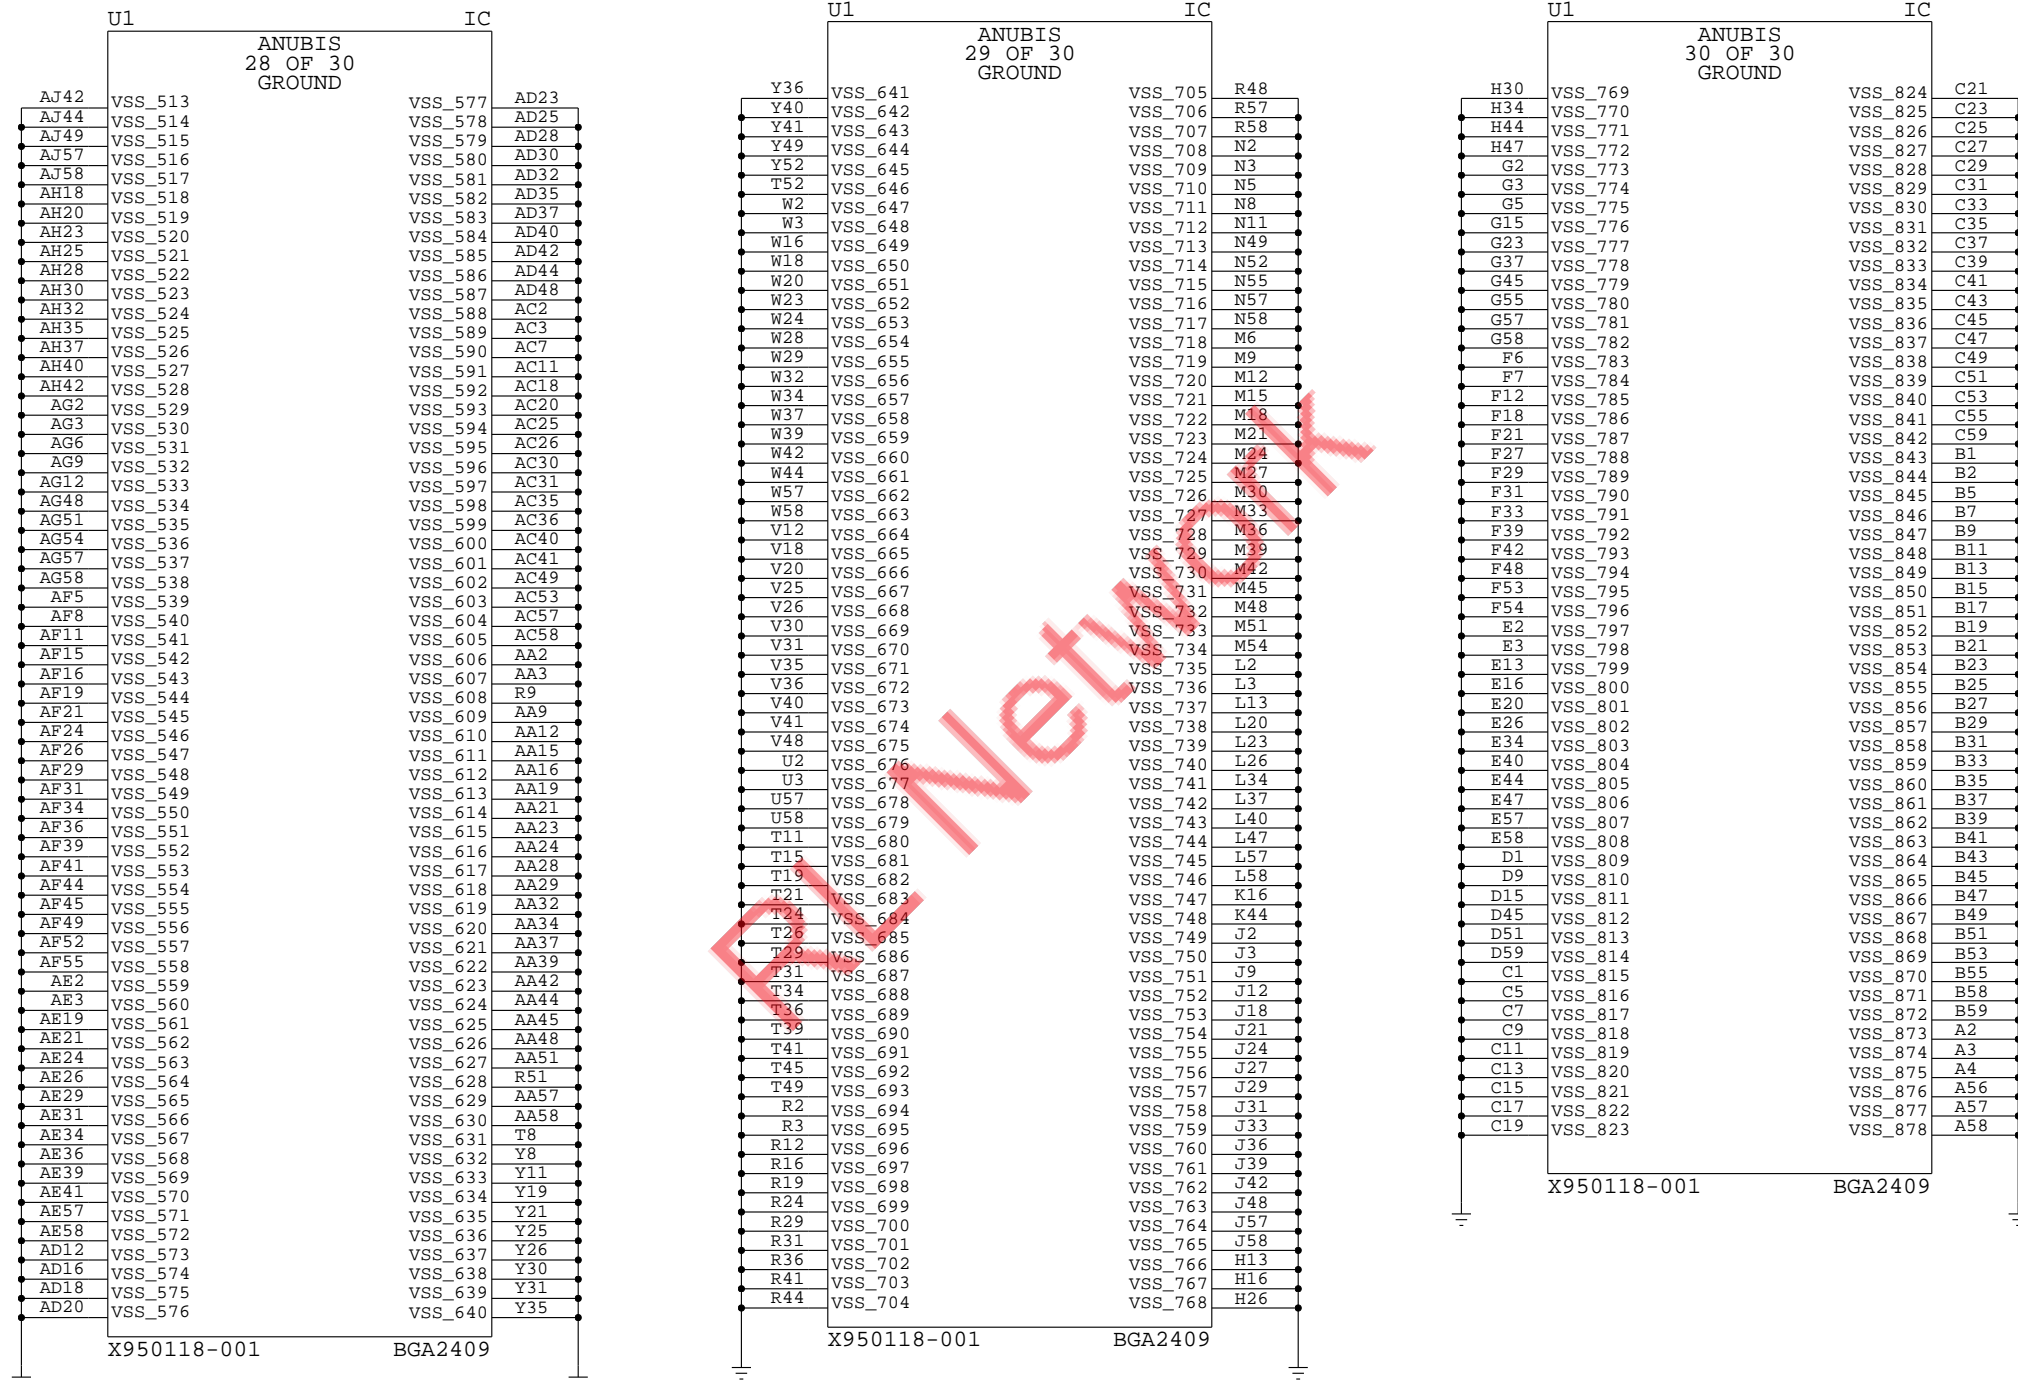 U1 IC
ANUBIS
28 OF 30
GROUND
AJ42 VSS_513 VSS_577 AD23
AJ44 VSS_514 VSS_578 AD25
AJ49 VSS_515 VSS_579 AD28
AJ57 VSS_516 VSS_580 AD30
AJ58 VSS_517 VSS_581 AD32
AH18 VSS_518 VSS_582 AD35
AH20 VSS_519 VSS_583 AD37
AH23 VSS_520 VSS_584 AD40
AH25 VSS_521 VSS_585 AD42
AH28 VSS_522 VSS_586 AD44
AH30 VSS_523 VSS_587 AD48
AH32 VSS_524 VSS_588 AC2
AH35 VSS_525 VSS_589 AC3
AH37 VSS_526 VSS_590 AC7
AH40 VSS_527 VSS_591 AC11
AH42 VSS_528 VSS_592 AC18
AG2 VSS_529 VSS_593 AC20
AG3 VSS_530 VSS_594 AC25
AG6 VSS_531 VSS_595 AC26
AG9 VSS_532 VSS_596 AC30
AG12 VSS_533 VSS_597 AC31
AG48 VSS_534 VSS_598 AC35
AG51 VSS_535 VSS_599 AC36
AG54 VSS_536 VSS_600 AC40
AG57 VSS_537 VSS_601 AC41
AG58 VSS_538 VSS_602 AC49
AF5 VSS_539 VSS_603 AC53
AF8 VSS_540 VSS_604 AC57
AF11 VSS_541 VSS_605 AC58
AF15 VSS_542 VSS_606 AA2
AF16 VSS_543 VSS_607 AA3
AF19 VSS_544 VSS_608 R9
AF21 VSS_545 VSS_609 AA9
AF24 VSS_546 VSS_610 AA12
AF26 VSS_547 VSS_611 AA15
AF29 VSS_548 VSS_612 AA16
AF31 VSS_549 VSS_613 AA19
AF34 VSS_550 VSS_614 AA21
AF36 VSS_551 VSS_615 AA23
AF39 VSS_552 VSS_616 AA24
AF41 VSS_553 VSS_617 AA28
AF44 VSS_554 VSS_618 AA29
AF45 VSS_555 VSS_619 AA32
AF49 VSS_556 VSS_620 AA34
AF52 VSS_557 VSS_621 AA37
AF55 VSS_558 VSS_622 AA39
AE2 VSS_559 VSS_623 AA42
AE3 VSS_560 VSS_624 AA44
AE19 VSS_561 VSS_625 AA45
AE21 VSS_562 VSS_626 AA48
AE24 VSS_563 VSS_627 AA51
AE26 VSS_564 VSS_628 R51
AE29 VSS_565 VSS_629 AA57
AE31 VSS_566 VSS_630 AA58
AE34 VSS_567 VSS_631 T8
AE36 VSS_568 VSS_632 Y8
AE39 VSS_569 VSS_633 Y11
AE41 VSS_570 VSS_634 Y19
AE57 VSS_571 VSS_635 Y21
AE58 VSS_572 VSS_636 Y25
AD12 VSS_573 VSS_637 Y26
AD16 VSS_574 VSS_638 Y30
AD18 VSS_575 VSS_639 Y31
AD20 VSS_576 VSS_640 Y35
X950118-001 BGA2409
U1 IC
ANUBIS
29 OF 30
GROUND
Y36 VSS_641 VSS_705 R48
Y40 VSS_642 VSS_706 R57
Y41 VSS_643 VSS_707 R58
Y49 VSS_644 VSS_708 N2
Y52 VSS_645 VSS_709 N3
T52 VSS_646 VSS_710 N5
W2 VSS_647 VSS_711 N8
W3 VSS_648 VSS_712 N11
W16 VSS_649 VSS_713 N49
W18 VSS_650 VSS_714 N52
W20 VSS_651 VSS_715 N55
W23 VSS_652 VSS_716 N57
W24 VSS_653 VSS_717 N58
W28 VSS_654 VSS_718 M6
W29 VSS_655 VSS_719 M9
W32 VSS_656 VSS_720 M12
W34 VSS_657 VSS_721 M15
W37 VSS_658 VSS_722 M18
W39 VSS_659 VSS_723 M21
W42 VSS_660 VSS_724 M24
W44 VSS_661 VSS_725 M27
W57 VSS_662 VSS_726 M30
W58 VSS_663 VSS_727 M33
V12 VSS_664 VSS_728 M36
V18 VSS_665 VSS_729 M39
V20 VSS_666 VSS_730 M42
V25 VSS_667 VSS_731 M45
V26 VSS_668 VSS_732 M48
V30 VSS_669 VSS_733 M51
V31 VSS_670 VSS_734 M54
V35 VSS_671 VSS_735 L2
V36 VSS_672 VSS_736 L3
V40 VSS_673 VSS_737 L13
V41 VSS_674 VSS_738 L20
V48 VSS_675 VSS_739 L23
U2 VSS_676 VSS_740 L26
U3 VSS_677 VSS_741 L34
U57 VSS_678 VSS_742 L37
U58 VSS_679 VSS_743 L40
T11 VSS_680 VSS_744 L47
T15 VSS_681 VSS_745 L57
T19 VSS_682 VSS_746 L58
T21 VSS_683 VSS_747 K16
T24 VSS_684 VSS_748 K44
T26 VSS_685 VSS_749 J2
T29 VSS_686 VSS_750 J3
T31 VSS_687 VSS_751 J9
T34 VSS_688 VSS_752 J12
T36 VSS_689 VSS_753 J18
T39 VSS_690 VSS_754 J21
T41 VSS_691 VSS_755 J24
T45 VSS_692 VSS_756 J27
T49 VSS_693 VSS_757 J29
R2 VSS_694 VSS_758 J31
R3 VSS_695 VSS_759 J33
R12 VSS_696 VSS_760 J36
R16 VSS_697 VSS_761 J39
R19 VSS_698 VSS_762 J42
R24 VSS_699 VSS_763 J48
R29 VSS_700 VSS_764 J57
R31 VSS_701 VSS_765 J58
R36 VSS_702 VSS_766 H13
R41 VSS_703 VSS_767 H16
R44 VSS_704 VSS_768 H26
X950118-001 BGA2409
RL Network
U1 IC
ANUBIS
30 OF 30
GROUND
H30 VSS_769 VSS_824 C21
H34 VSS_770 VSS_825 C23
H44 VSS_771 VSS_826 C25
H47 VSS_772 VSS_827 C27
G2 VSS_773 VSS_828 C29
G3 VSS_774 VSS_829 C31
G5 VSS_775 VSS_830 C33
G15 VSS_776 VSS_831 C35
G23 VSS_777 VSS_832 C37
G37 VSS_778 VSS_833 C39
G45 VSS_779 VSS_834 C41
G55 VSS_780 VSS_835 C43
G57 VSS_781 VSS_836 C45
G58 VSS_782 VSS_837 C47
F6 VSS_783 VSS_838 C49
F7 VSS_784 VSS_839 C51
F12 VSS_785 VSS_840 C53
F18 VSS_786 VSS_841 C55
F21 VSS_787 VSS_842 C59
F27 VSS_788 VSS_843 B1
F29 VSS_789 VSS_844 B2
F31 VSS_790 VSS_845 B5
F33 VSS_791 VSS_846 B7
F39 VSS_792 VSS_847 B9
F42 VSS_793 VSS_848 B11
F48 VSS_794 VSS_849 B13
F53 VSS_795 VSS_850 B15
F54 VSS_796 VSS_851 B17
E2 VSS_797 VSS_852 B19
E3 VSS_798 VSS_853 B21
E13 VSS_799 VSS_854 B23
E16 VSS_800 VSS_855 B25
E20 VSS_801 VSS_856 B27
E26 VSS_802 VSS_857 B29
E34 VSS_803 VSS_858 B31
E40 VSS_804 VSS_859 B33
E44 VSS_805 VSS_860 B35
E47 VSS_806 VSS_861 B37
E57 VSS_807 VSS_862 B39
E58 VSS_808 VSS_863 B41
D1 VSS_809 VSS_864 B43
D9 VSS_810 VSS_865 B45
D15 VSS_811 VSS_866 B47
D45 VSS_812 VSS_867 B49
D51 VSS_813 VSS_868 B51
D59 VSS_814 VSS_869 B53
C1 VSS_815 VSS_870 B55
C5 VSS_816 VSS_871 B58
C7 VSS_817 VSS_872 B59
C9 VSS_818 VSS_873 A2
C11 VSS_819 VSS_874 A3
C13 VSS_820 VSS_875 A4
C15 VSS_821 VSS_876 A56
C17 VSS_822 VSS_877 A57
C19 VSS_823 VSS_878 A58
X950118-001 BGA2409